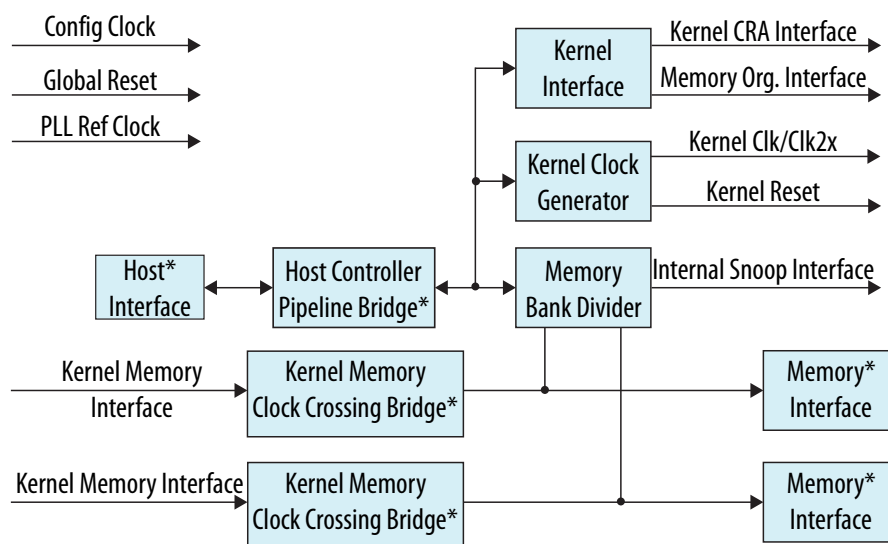 Config Clock
Global Reset
PLL Ref Clock
Kernel
Interface
Kernel CRA Interface
Memory Org. Interface
Kernel Clock
Generator
Kernel Clk/Clk2x
Kernel Reset
Host*
Interface
Host Controller
Pipeline Bridge*
Memory
Bank Divider
Internal Snoop Interface
Kernel Memory
Interface
Kernel Memory
Clock Crossing Bridge*
Memory*
Interface
Kernel Memory Interface
Kernel Memory
Clock Crossing Bridge*
Memory*
Interface